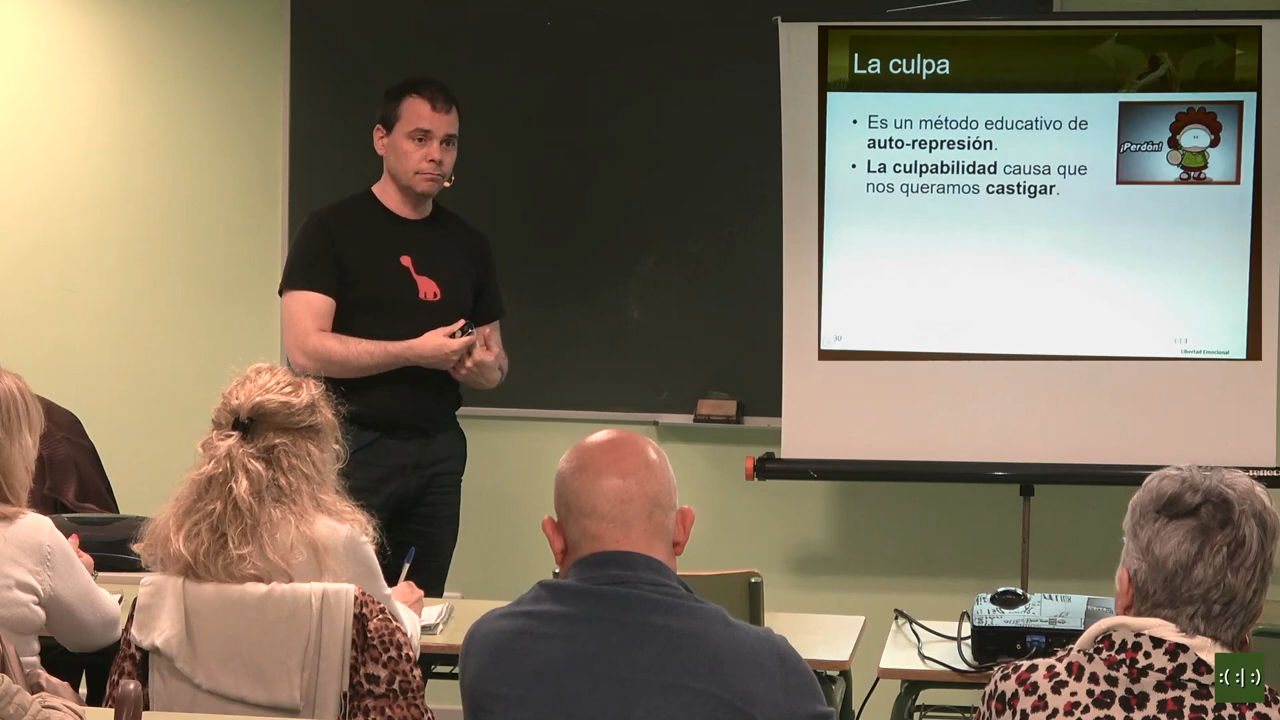 La culpa
• Es un método educativo de
auto-represión.
• La culpabilidad causa que
nos queramos castigar.
¡Perdón!
Libertad Emocional
:( :| :)